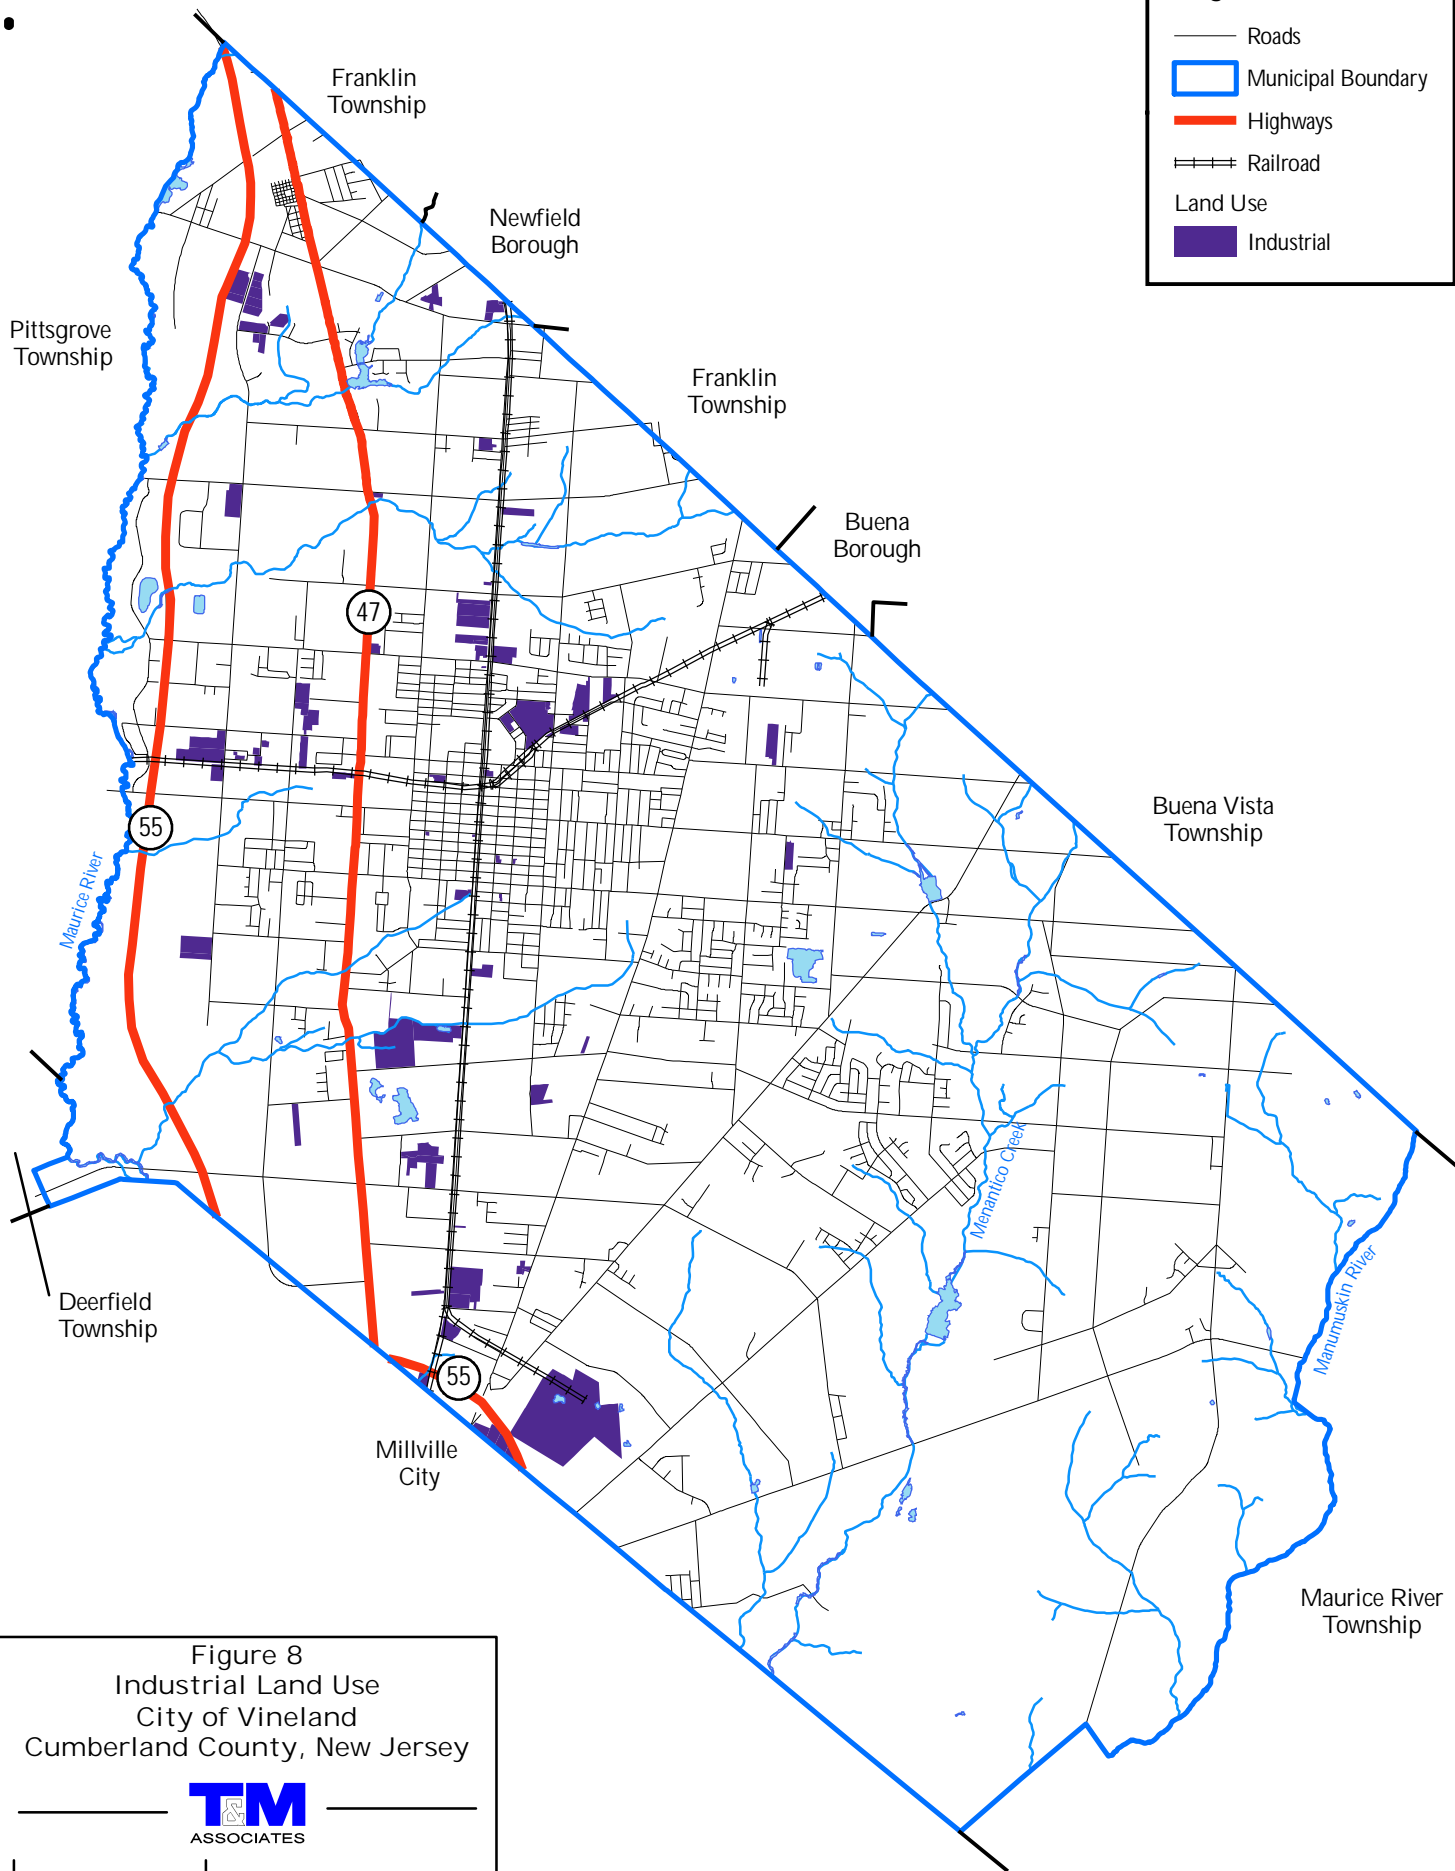 Roads
Municipal Boundary
Highways
Railroad
Land Use
Industrial
Franklin
Township
Newfield
Borough
Pittsgrove
Township
Franklin
Township
Buena
Borough
47
55
Buena Vista
Township
Maurice River
Menantico Creek
Manumuskin River
Deerfield
Township
55
Millville
City
Maurice River
Township
Figure 8
Industrial Land Use
City of Vineland
Cumberland County, New Jersey
T&M
ASSOCIATES